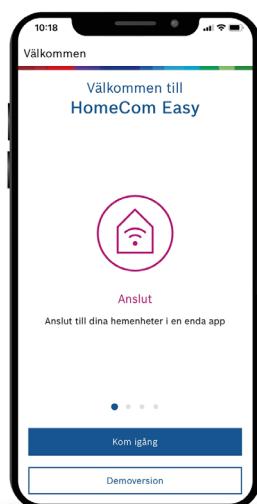 10:18
Välkommen
Välkommen till
HomeCom Easy
Anslut
Anslut till dina hemenheter i en enda app
Kom igång
Demoversion